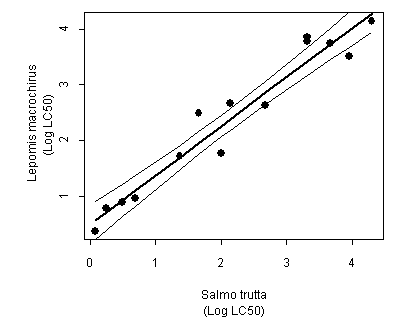 Lepomis macrochirus
(Log LC50)
4
3
2
1
0 1 2 3 4
Salmo trutta
(Log LC50)